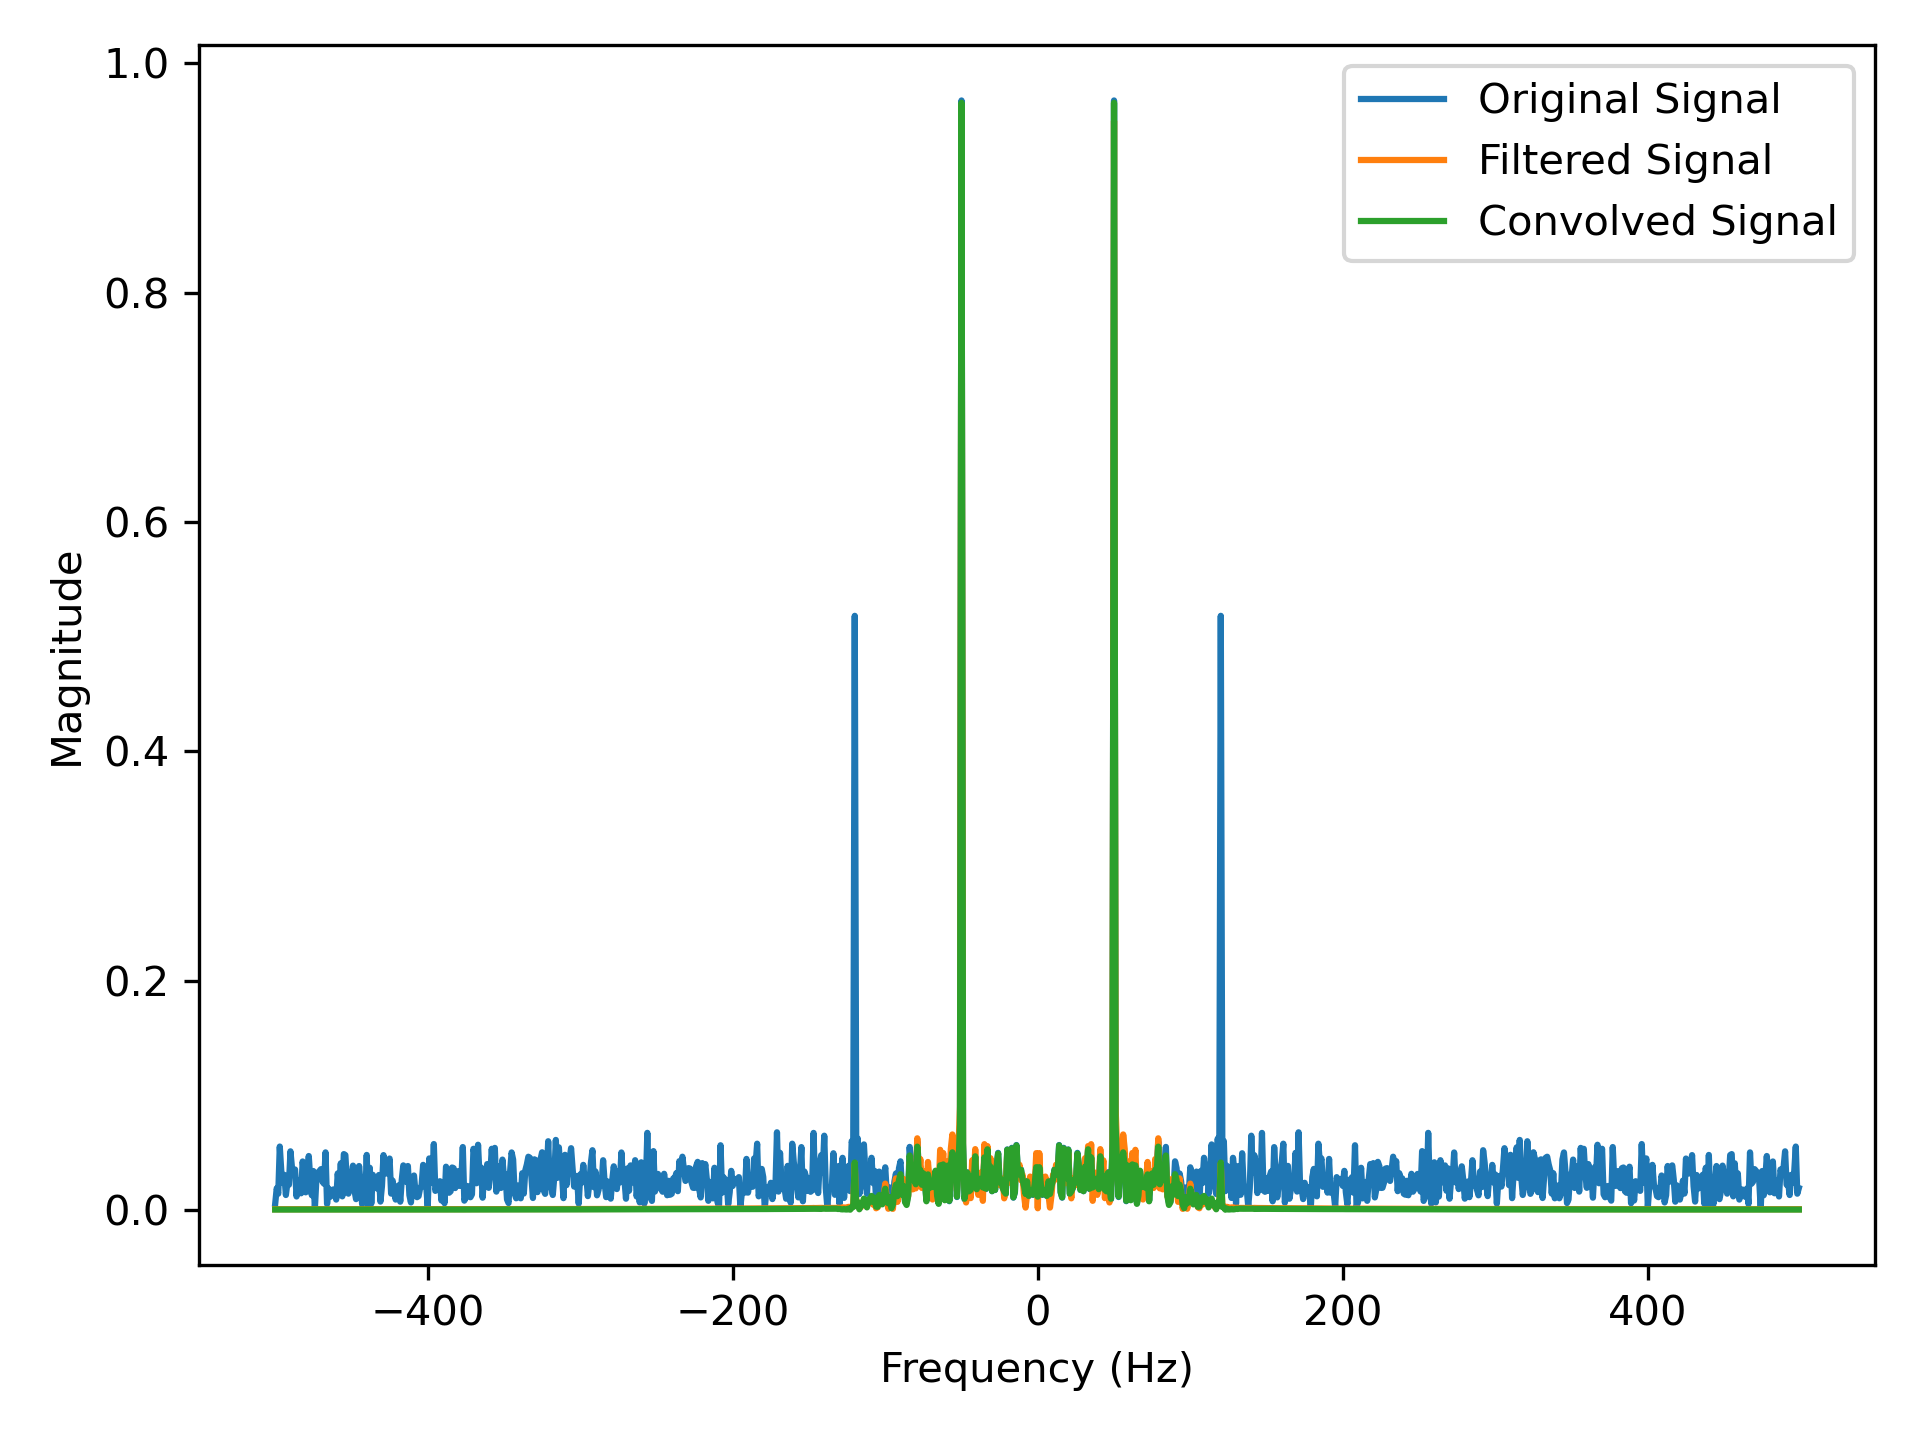 1.0
0.8
0.6
0.4
0.2
0.0
Magnitude
−400
−200
0
200
400
Frequency (Hz)
Original Signal
Filtered Signal
Convolved Signal